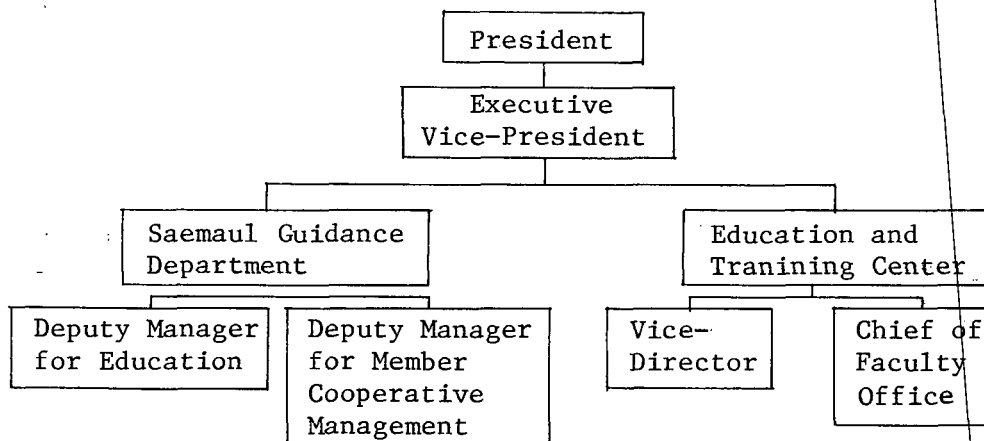 President
Executive
Vice-President
Saemaul Guidance
Department
Education and
Tranining Center
Deputy Manager
for Education
Deputy Manager
for Member
Cooperative
Management
Vice-
Director
Chief of
Faculty
Office